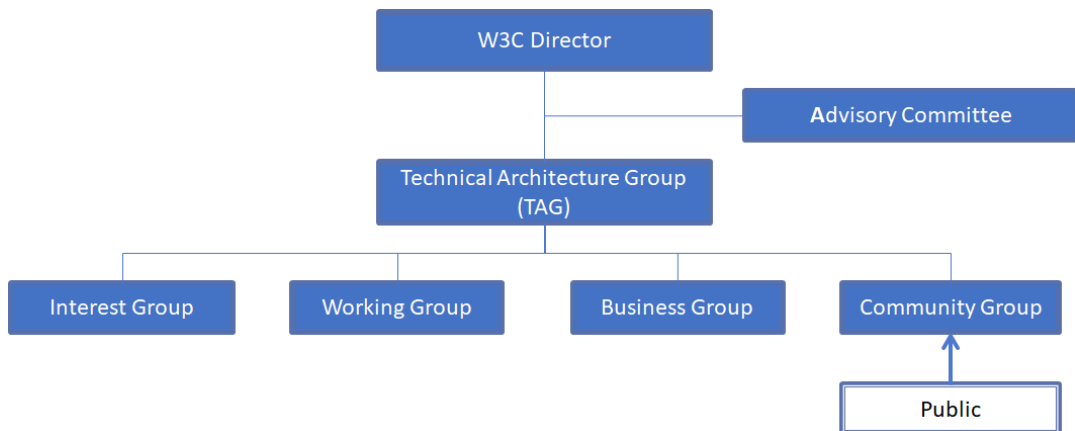 W3C Director
Advisory Committee
Technical Architecture Group
(TAG)
Interest Group
Working Group
Business Group
Community Group
Public